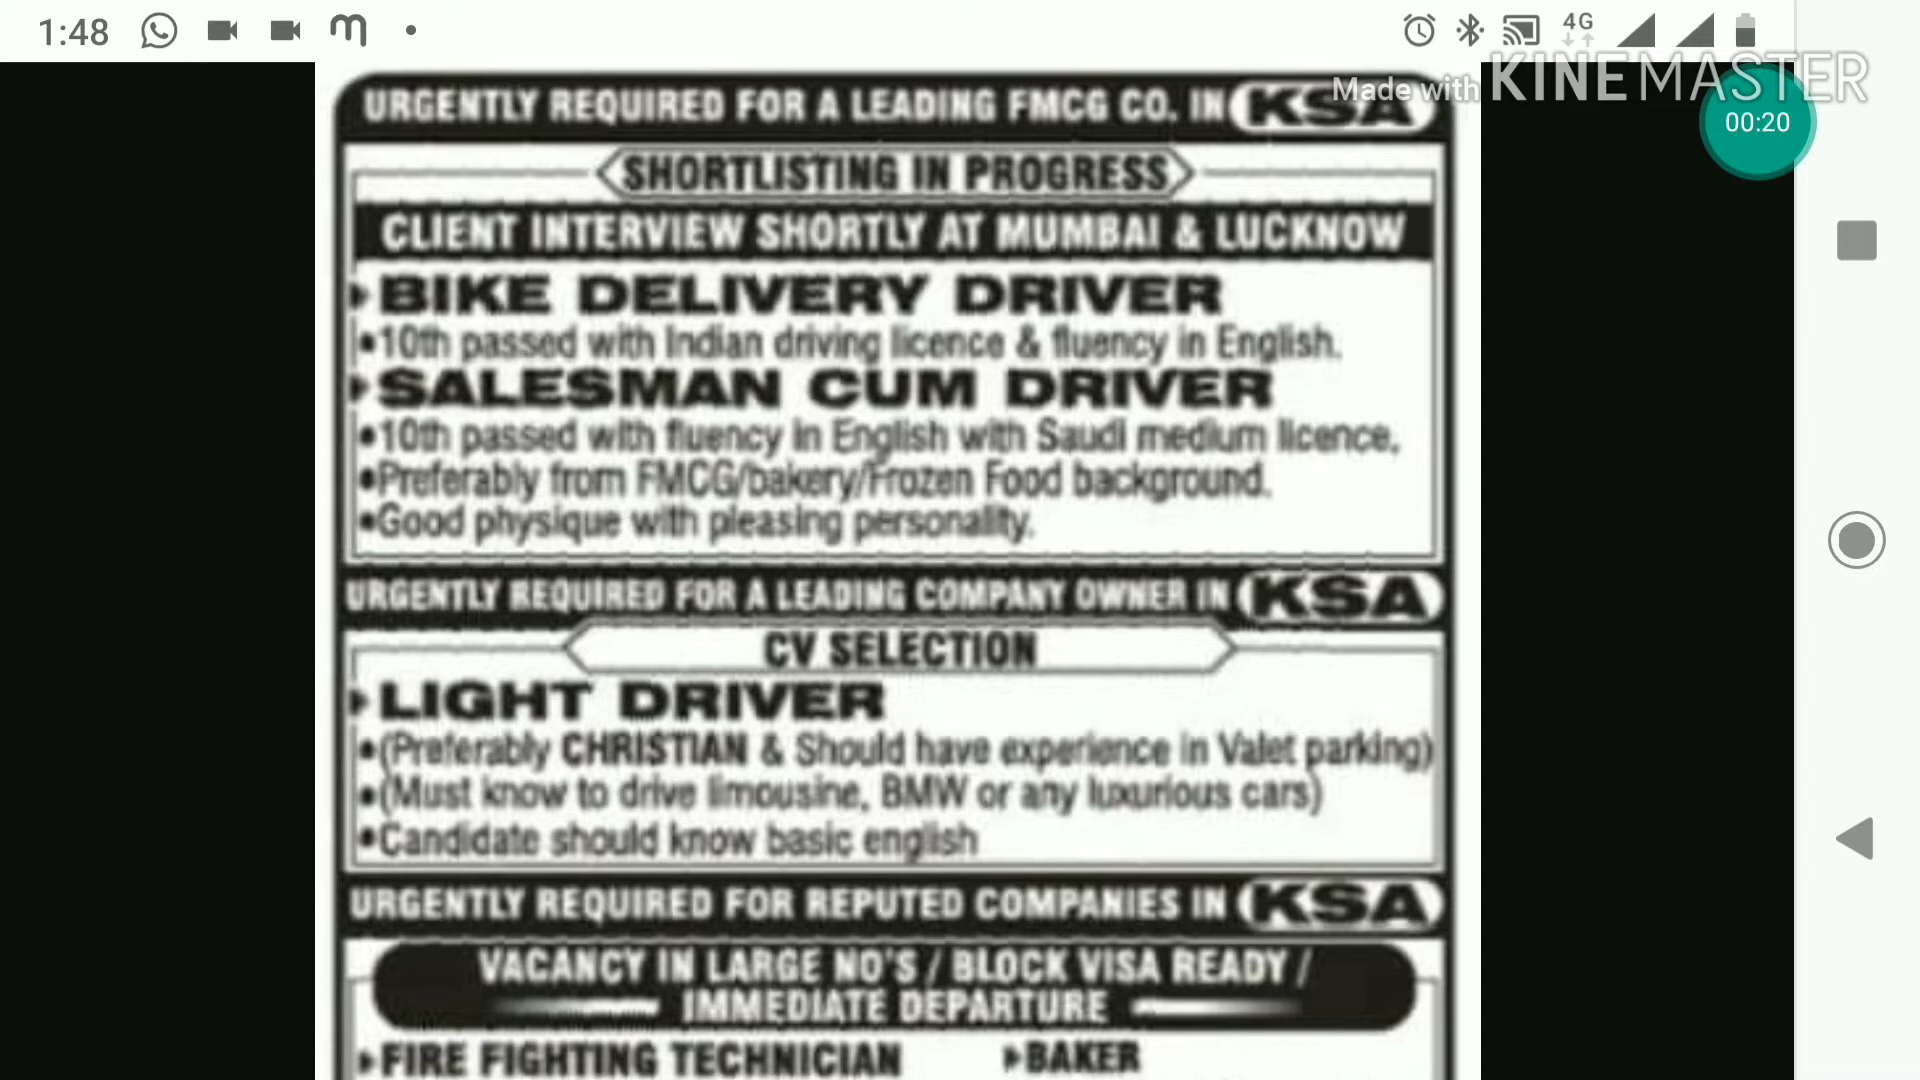 1:48
4G
Made with KINEMASTER
00:20
URGENTLY REQUIRED FOR A LEADING FMCG CO. IN KSA
SHORTLISTING IN PROGRESS
CLIENT INTERVIEW SHORTLY AT MUMBAI & LUCKNOW
BIKE DELIVERY DRIVER
•10th passed with Indian driving licence & fluency in English.
SALESMAN CUM DRIVER
•10th passed with fluency in English with Saudi medium licence.
•Preferably from FMCG/bakery/Frozen Food background.
•Good physique with pleasing personality.
URGENTLY REQUIRED FOR A LEADING COMPANY OWNER IN KSA
CV SELECTION
LIGHT DRIVER
•(Preferably CHRISTIAN & Should have experience in Valet parking)
•(Must know to drive limousine, BMW or any luxurious cars)
•Candidate should know basic english
URGENTLY REQUIRED FOR REPUTED COMPANIES IN KSA
VACANCY IN LARGE NO'S / BLOCK VISA READY /
IMMEDIATE DEPARTURE
FIRE FIGHTING TECHNICIAN
BAKER